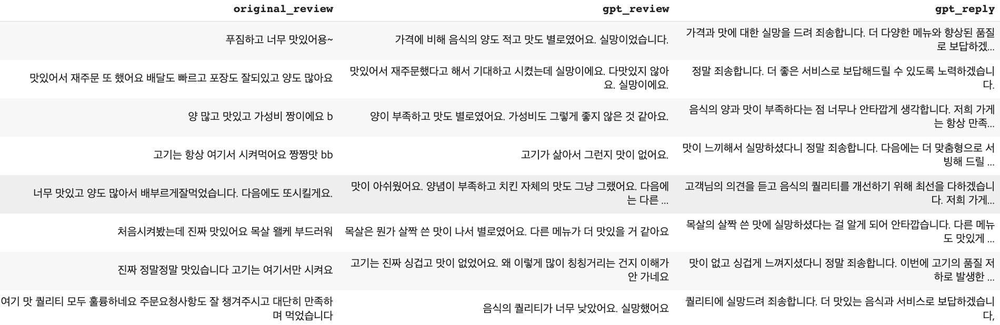 original_review gpt_review gpt_reply
푸짐하고 너무 맛있어용~ 가격에 비해 음식의 양도 적고 맛도 별로였어요. 실망이었습니다. 가격과 맛에 대한 실망을 드려 죄송합니다. 더 다양한 메뉴와 향상된 품질
로 보답하겠...
맛있어서 재주문 또 했어요 배달도 빠르고 포장도 잘되있고 양도 많아요 맛있어서 재주문했다고 해서 기대하고 시켰는데 실망이에요. 다맛있지 않아
요. 실망이에요.
정말 죄송합니다. 더 좋은 서비스로 보답해드릴 수 있도록 노력하겠습니
다.
양 많고 맛있고 가성비 짱이에요 b 양이 부족하고 맛도 별로였어요. 가성비도 그렇게 좋지 않은 것 같아요. 음식의 양과 맛이 부족하다는 점 너무나 안타깝게 생각합니다. 저희 가게
는 항상 만족...
고기는 항상 여기서 시켜먹어요 짱짱맛 bb 고기가 삶아서 그런지 맛이 없어요. 맛이 느끼해서 실망하셨다니 정말 죄송합니다. 다음에는 더 맞춤형으로 서
빙해 드릴 ...
너무 맛있고 양도 많아서 배부르게잘먹었습니다. 다음에도 또시킬게요. 맛이 아쉬웠어요. 양념이 부족하고 치킨 자체의 맛도 그냥 그랬어요. 다음에
는 다른 ...
고객님의 의견을 듣고 음식의 퀄리티를 개선하기 위해 최선을 다하겠습니
다. 저희 가게...
처음시켜봤는데 진짜 맛있어요 목살 왤케 부드러워 목살은 뭔가 살짝 쓴 맛이 나서 별로였어요. 다른 메뉴가 더 맛있을 거 같아요 목살의 살짝 쓴 맛에 실망하셨다는 걸 알게 되어 안타깝습니다. 다른 메뉴
도 맛있게 ...
진짜 정말정말 맛있습니다 고기는 여기서만 시켜요 고기는 진짜 싱겁고 맛이 없었어요. 왜 이렇게 많이 칭칭거리는 건지 이해가
안 가네요
맛이 없고 싱겁게 느껴지셨다니 정말 죄송합니다. 이번에 고기의 품질 저
하로 발생한 ...
여기 맛 퀄리티 모두 훌륭하네요 주문요청사항도 잘 챙겨주시고 대단히 만족하
며 먹었습니다
음식의 퀄리티가 너무 낮았어요. 실망했어요 퀄리티에 실망드려 죄송합니다. 더 맛있는 음식과 서비스로 보답하겠습니
다,